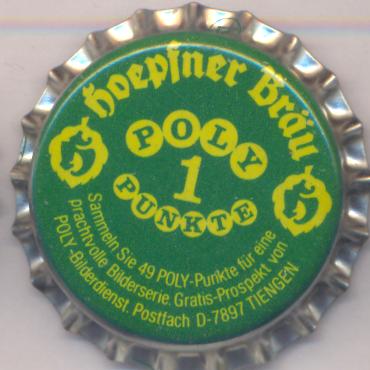 Hoepfner Bräu
POLY
1
PUNKTE
Sammeln Sie 49 POLY-Punkte für eine
prachtvolle Bilderserie. Gratis-Prospekt von
POLY-Bilderdienst, Postfach D-7897 TIENGEN